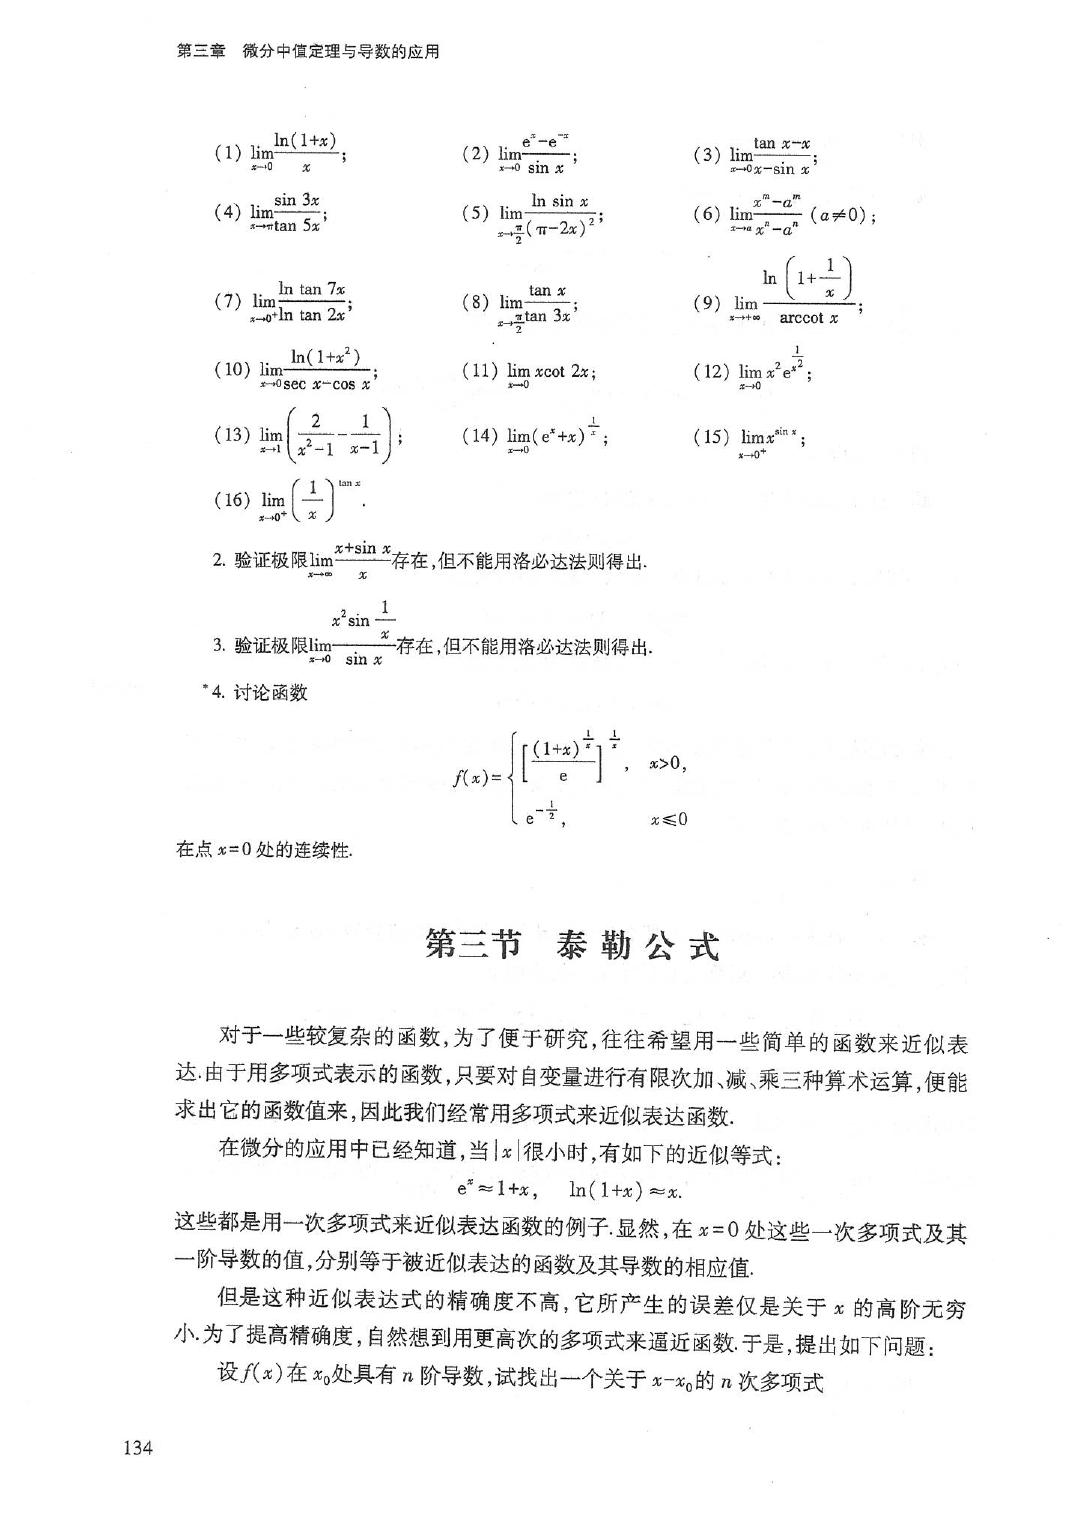 第三章 微分中值定理与导数的应用
(1) lim_{x→0} ln(1+x)/x; (2) lim_{x→0} (e^x-e^{-x})/sin x; (3) lim_{x→0} (tan x-x)/(x-sin x);
(4) lim_{x→π} sin 3x/tan 5x; (5) lim_{x→π/2} ln sin x/(π-2x)^2; (6) lim_{x→a} (x^m-a^m)/(x^n-a^n) (a≠0);
(7) lim_{x→0^+} ln tan 7x/ln tan 2x; (8) lim_{x→π/2} tan x/tan 3x; (9) lim_{x→+∞} ln(1+1/x)/arccot x;
(10) lim_{x→0} ln(1+x^2)/(sec x-cos x); (11) lim_{x→0} xcot 2x; (12) lim_{x→0} x^2e^{1/x^2};
(13) lim_{x→1} (2/(x^2-1)-1/(x-1)); (14) lim_{x→0} (e^x+x)^{1/x}; (15) lim_{x→0^+} x^{sin x};
(16) lim_{x→0^+} (1/x)^{tan x}.
2. 验证极限lim_{x→∞} (x+sin x)/x 存在,但不能用洛必达法则得出.
3. 验证极限lim_{x→0} (x^2sin 1/x)/sin x 存在,但不能用洛必达法则得出.
*4. 讨论函数
f(x)={ [(1+x)^{1/x}/e]^{1/x}, x>0,
e^{-1/2}, x≤0
在点 x=0 处的连续性.
第三节 泰勒公式
对于一些较复杂的函数,为了便于研究,往往希望用一些简单的函数来近似表
达.由于用多项式表示的函数,只要对自变量进行有限次加、减、乘三种算术运算,便能
求出它的函数值来,因此我们经常用多项式来近似表达函数.
在微分的应用中已经知道,当|x|很小时,有如下的近似等式:
e^x≈1+x, ln(1+x)≈x.
这些都是用一次多项式来近似表达函数的例子.显然,在 x=0 处这些一次多项式及其
一阶导数的值,分别等于被近似表达的函数及其导数的相应值.
但是这种近似表达式的精确度不高,它所产生的误差仅是关于 x 的高阶无穷
小.为了提高精确度,自然想到用更高次的多项式来逼近函数.于是,提出如下问题:
设 f(x) 在 x_0 处具有 n 阶导数,试找出一个关于 x-x_0 的 n 次多项式
134